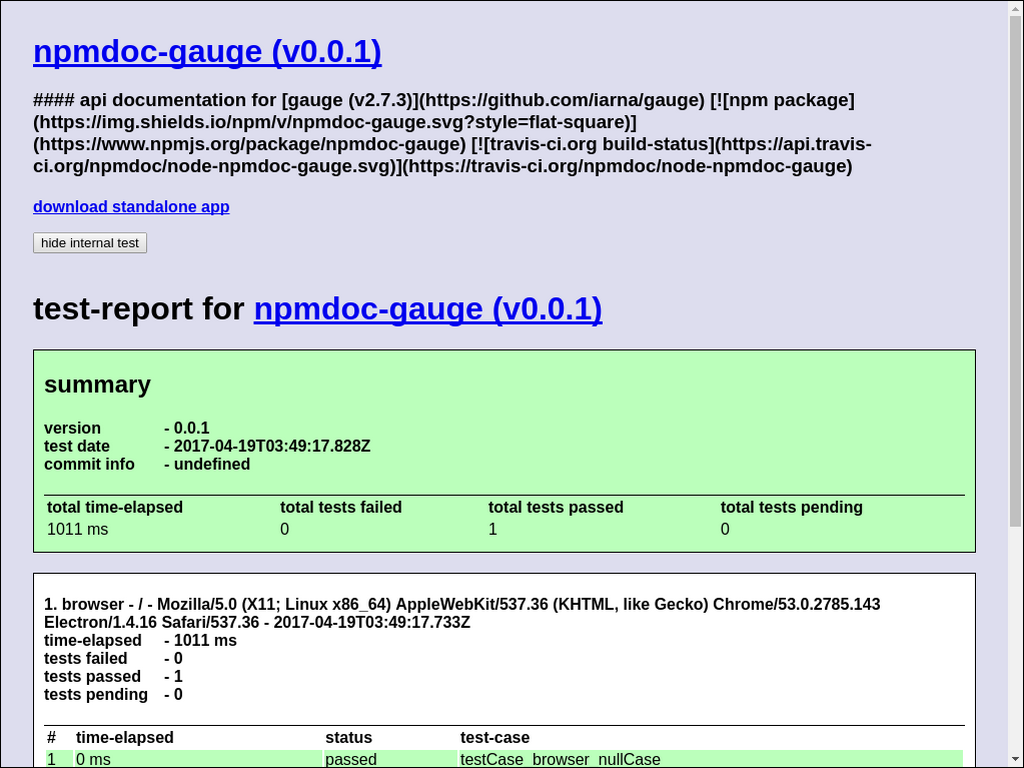 npmdoc-gauge (v0.0.1)
#### api documentation for [gauge (v2.7.3)](https://github.com/iarna/gauge) [![npm package]
(https://img.shields.io/npm/v/npmdoc-gauge.svg?style=flat-square)]
(https://www.npmjs.org/package/npmdoc-gauge) [![travis-ci.org build-status](https://api.travis-
ci.org/npmdoc/node-npmdoc-gauge.svg)](https://travis-ci.org/npmdoc/node-npmdoc-gauge)
download standalone app
hide internal test
test-report for npmdoc-gauge (v0.0.1)
summary
version - 0.0.1
test date - 2017-04-19T03:49:17.828Z
commit info - undefined
total time-elapsed total tests failed total tests passed total tests pending
1011 ms 0 1 0
1. browser - / - Mozilla/5.0 (X11; Linux x86_64) AppleWebKit/537.36 (KHTML, like Gecko) Chrome/53.0.2785.143
Electron/1.4.16 Safari/537.36 - 2017-04-19T03:49:17.733Z
time-elapsed - 1011 ms
tests failed - 0
tests passed - 1
tests pending - 0
# time-elapsed status test-case
1 0 ms passed testCase_browser_nullCase